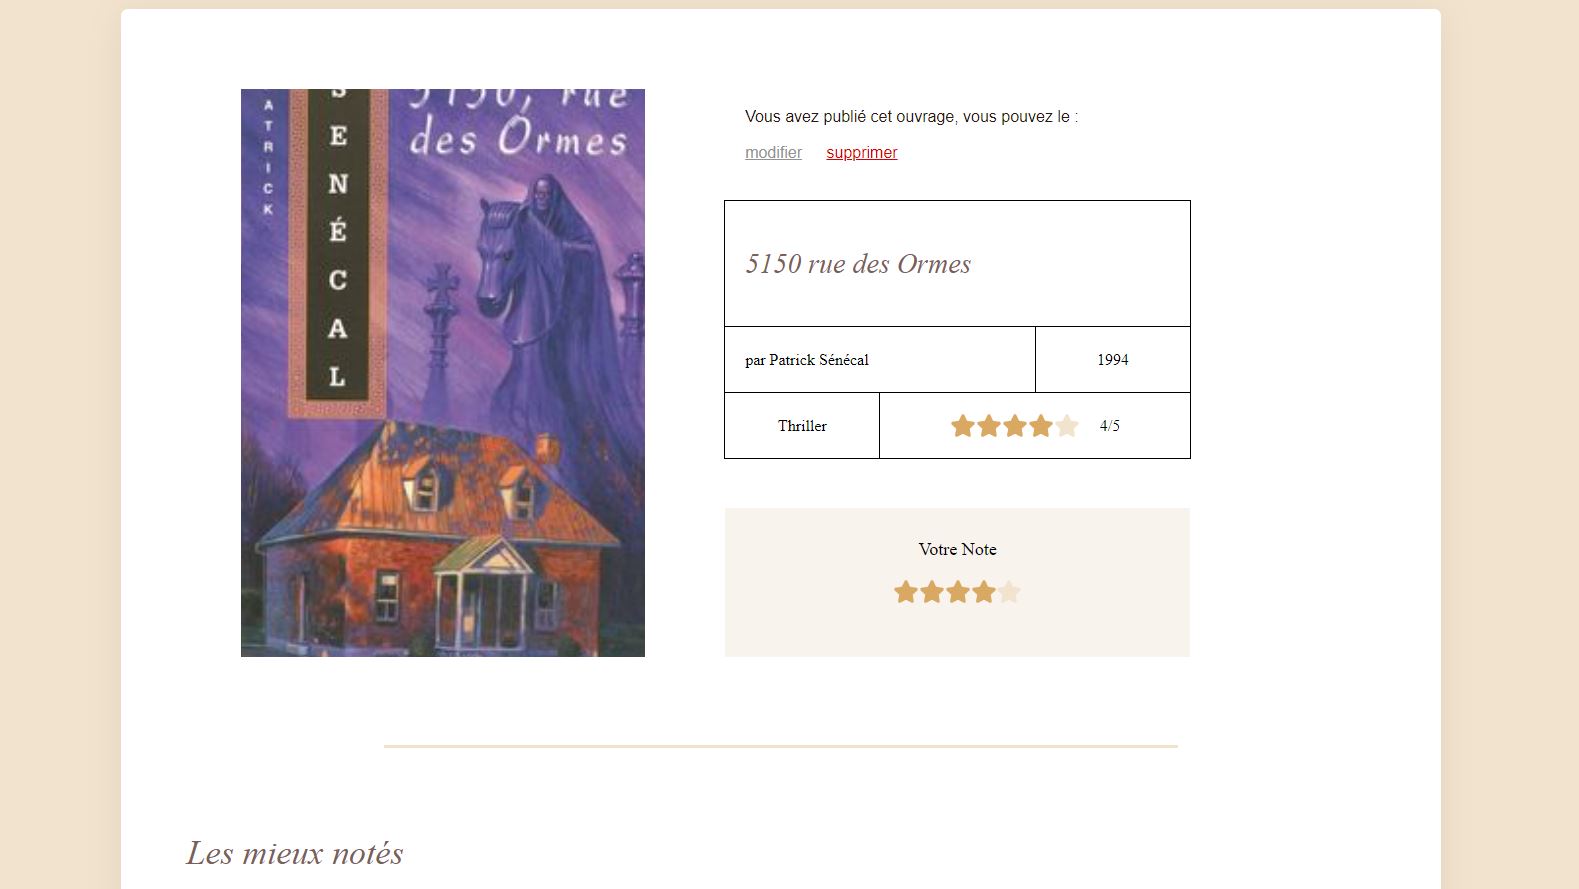 ATRICK
SENÉCAL
5150, rue
des Ormes
Vous avez publié cet ouvrage, vous pouvez le :
modifier supprimer
5150 rue des Ormes
par Patrick Sénécal 1994
Thriller 4/5
Votre Note
Les mieux notés